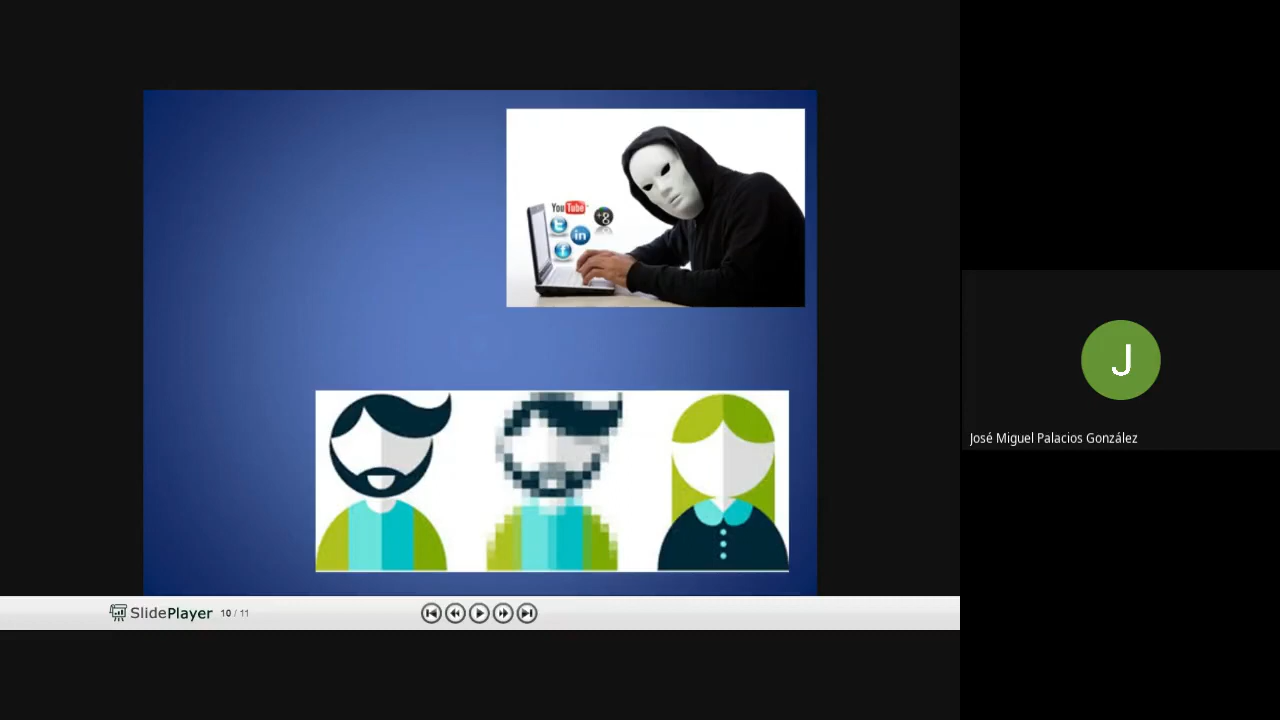 YouTube
+g
t
in
f
J
José Miguel Palacios González
SlidePlayer 10 / 11